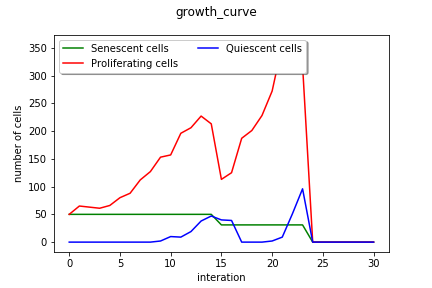 growth_curve
Senescent cells
Proliferating cells
Quiescent cells
number of cells
350
300
250
200
150
100
50
0
0 5 10 15 20 25 30
interation